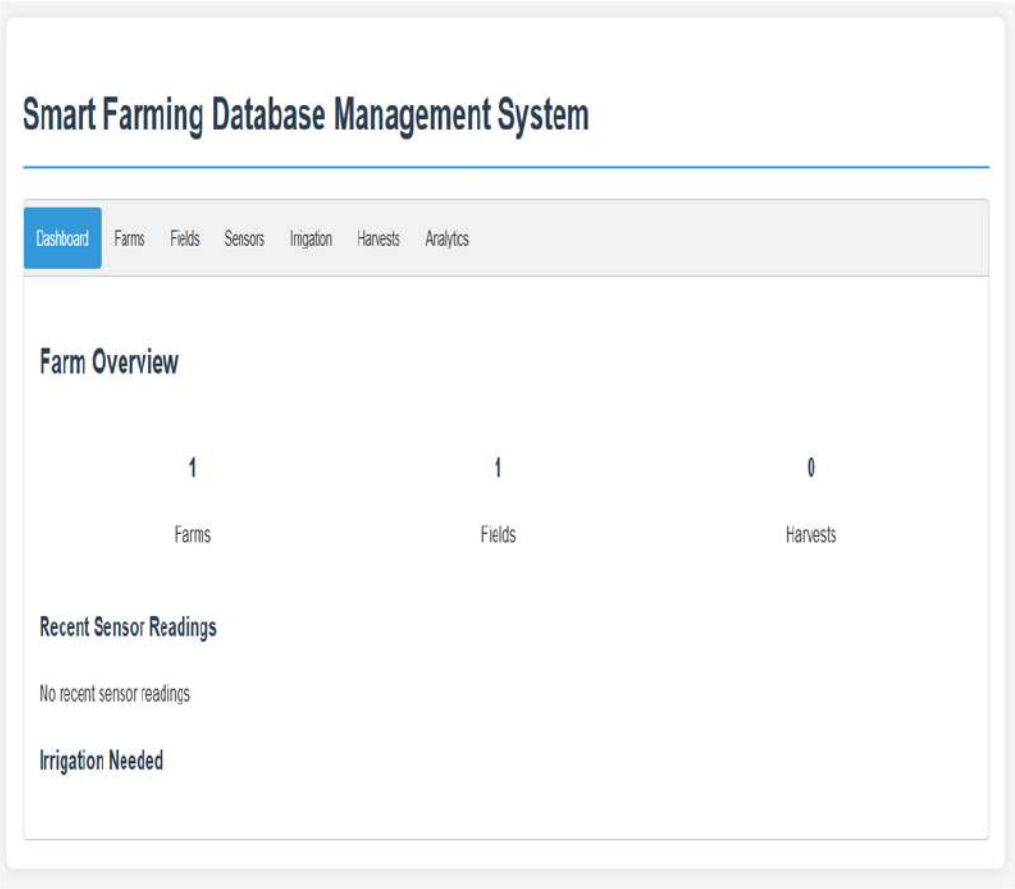 Smart Farming Database Management System
Dashboard Farms Fields Sensors Irrigation Harvests Analytics
Farm Overview
1 1 0
Farms Fields Harvests
Recent Sensor Readings
No recent sensor readings
Irrigation Needed